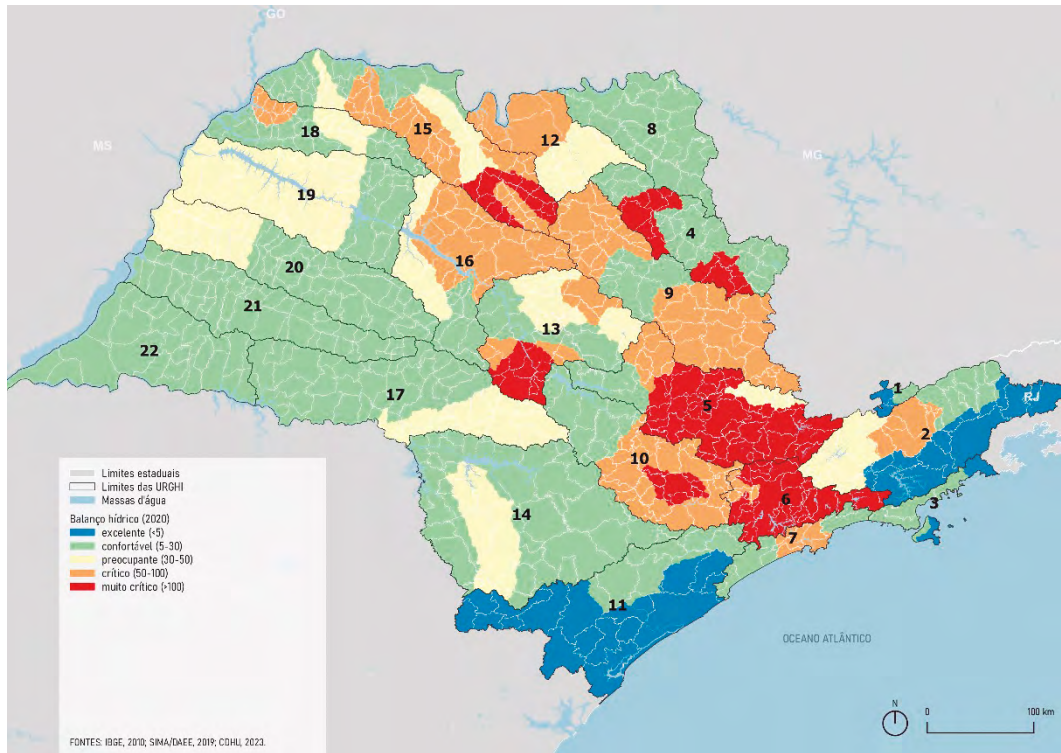 GO
MS
MG
RJ
18
15
12
8
19
16
4
20
9
21
13
22
17
5
1
2
10
3
6
7
14
11
OCEANO ATLÂNTICO
Limites estaduais
Limites das URGHI
Massas d'água
Balanço hídrico (2020)
excelente (<5)
confortável (5-30)
preocupante (30-50)
crítico (50-100)
muito crítico (>100)
FONTES: IBGE, 2010; SIMA/DAEE, 2019; CDHU, 2023.
N
0 100 km